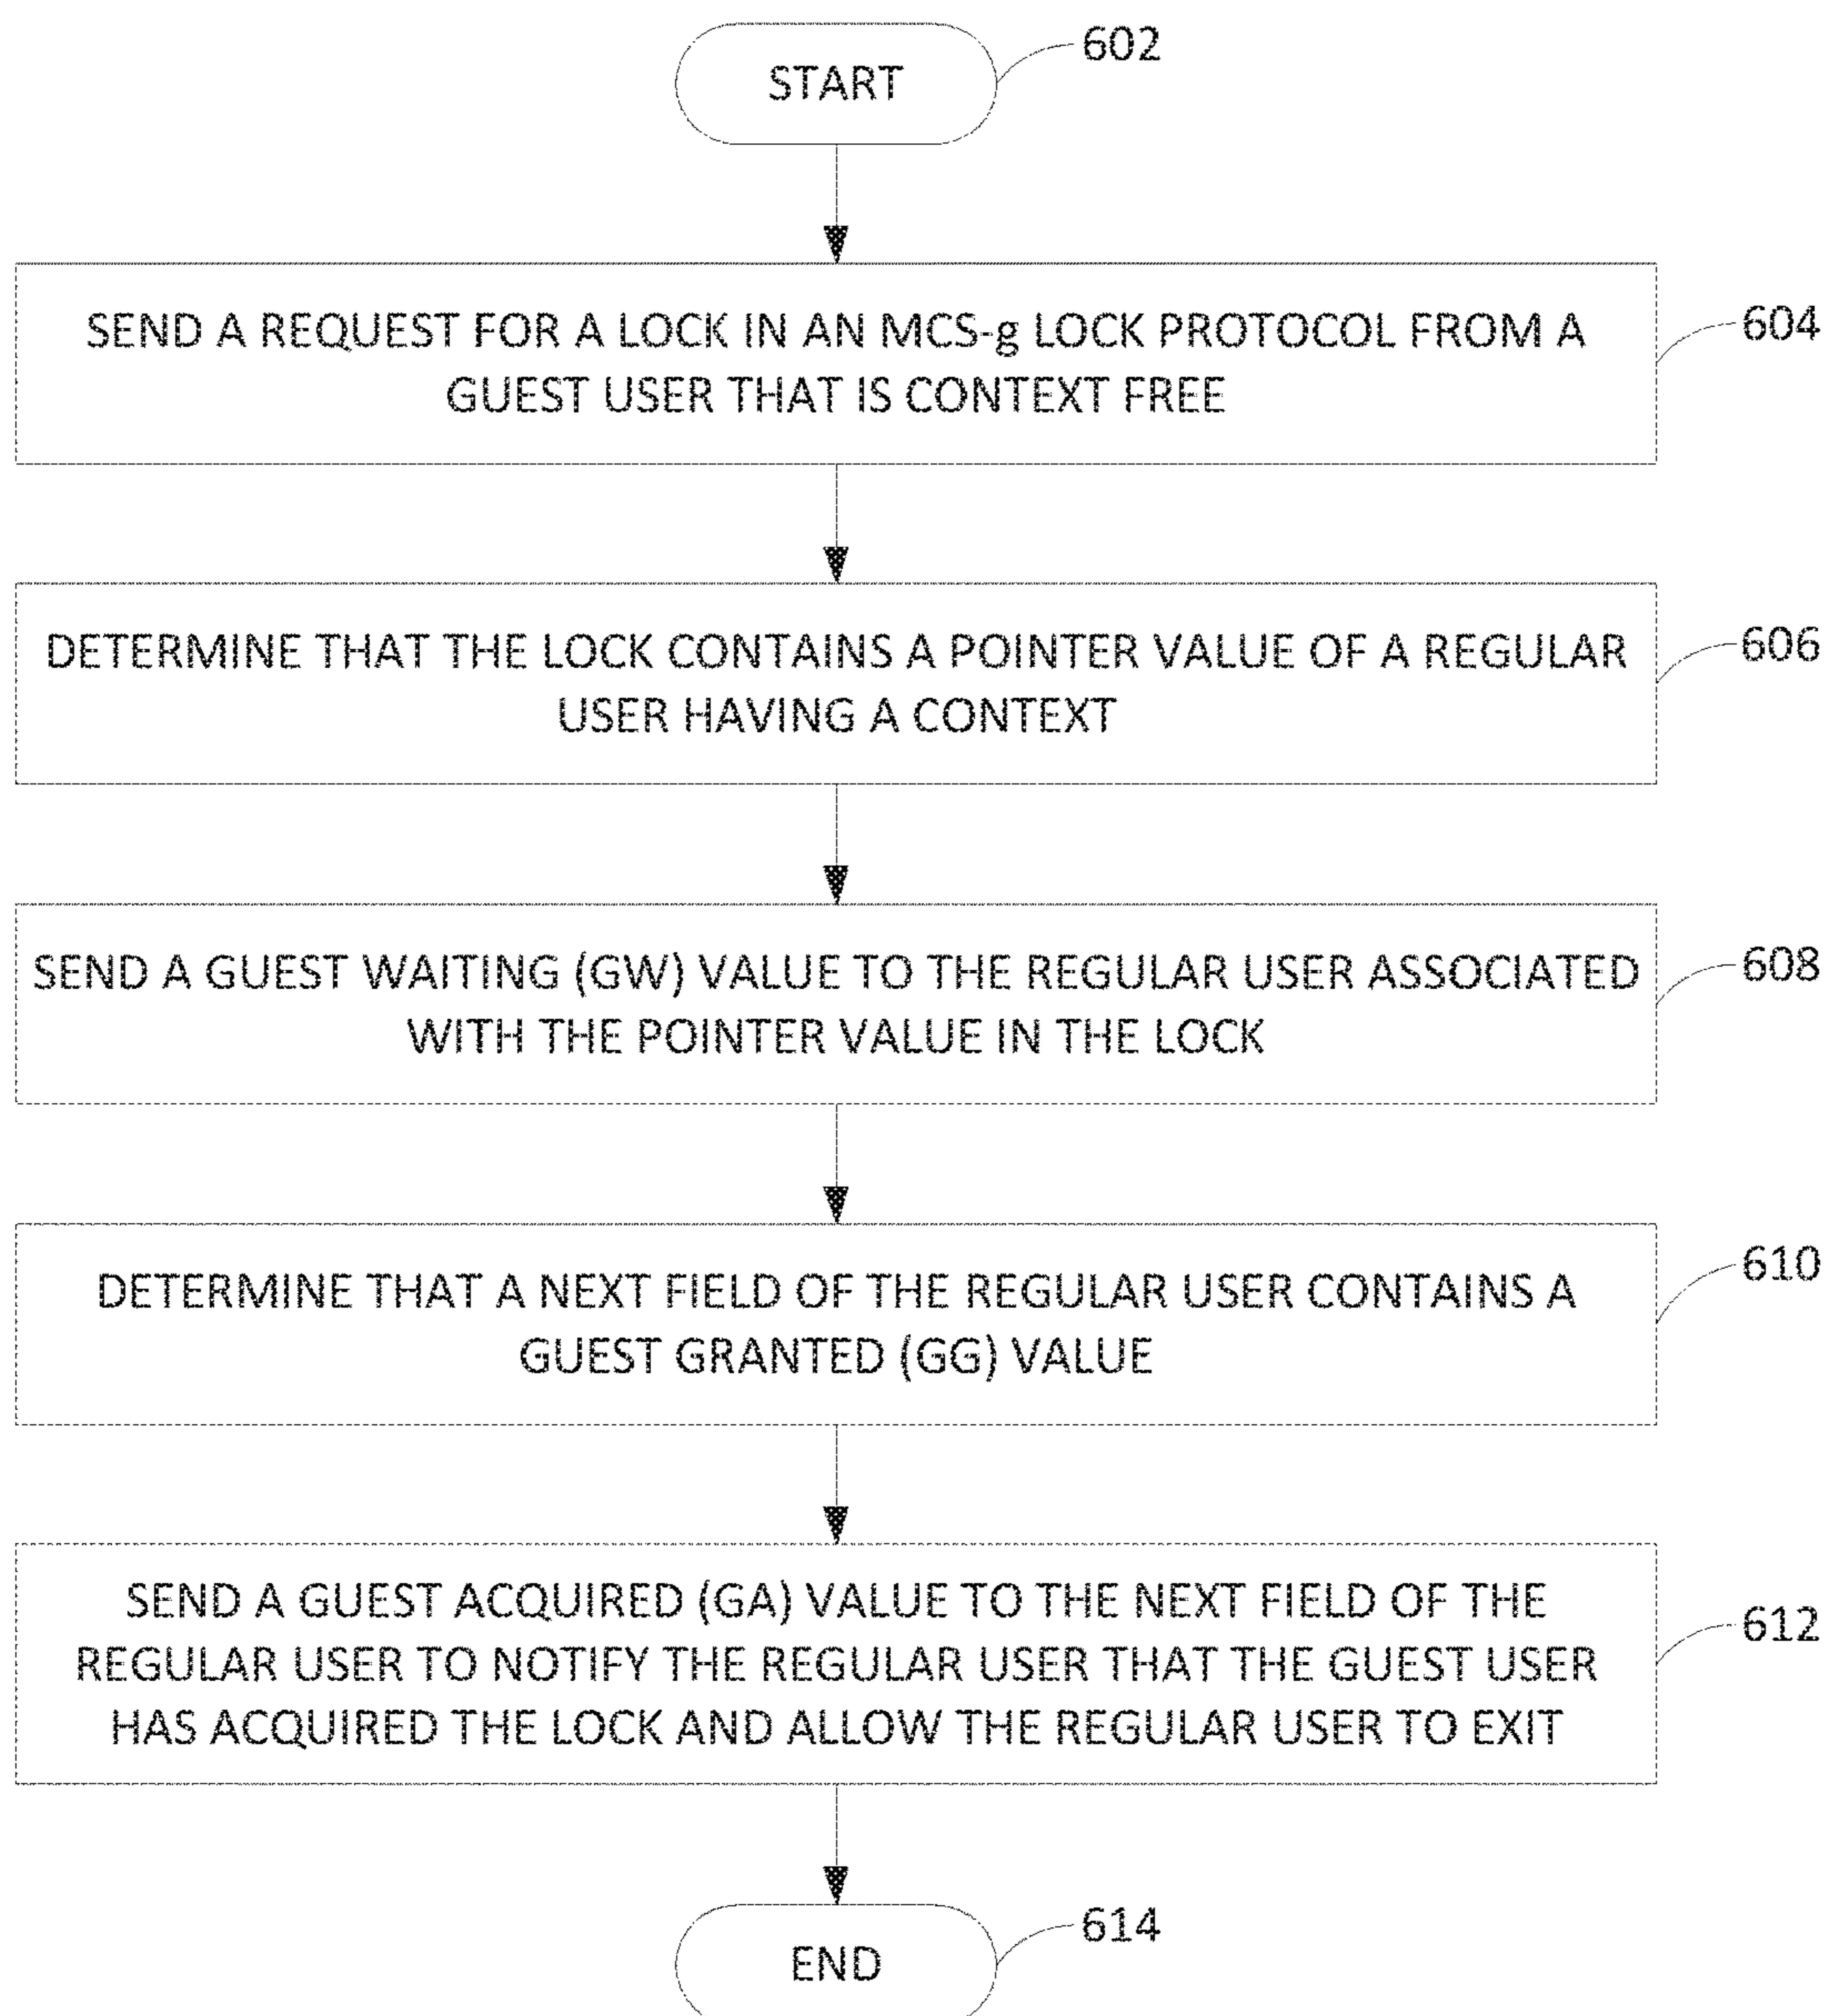 START
602
SEND A REQUEST FOR A LOCK IN AN MCS-g LOCK PROTOCOL FROM A
GUEST USER THAT IS CONTEXT FREE
604
DETERMINE THAT THE LOCK CONTAINS A POINTER VALUE OF A REGULAR
USER HAVING A CONTEXT
606
SEND A GUEST WAITING (GW) VALUE TO THE REGULAR USER ASSOCIATED
WITH THE POINTER VALUE IN THE LOCK
608
DETERMINE THAT A NEXT FIELD OF THE REGULAR USER CONTAINS A
GUEST GRANTED (GG) VALUE
610
SEND A GUEST ACQUIRED (GA) VALUE TO THE NEXT FIELD OF THE
REGULAR USER TO NOTIFY THE REGULAR USER THAT THE GUEST USER
HAS ACQUIRED THE LOCK AND ALLOW THE REGULAR USER TO EXIT
612
END
614